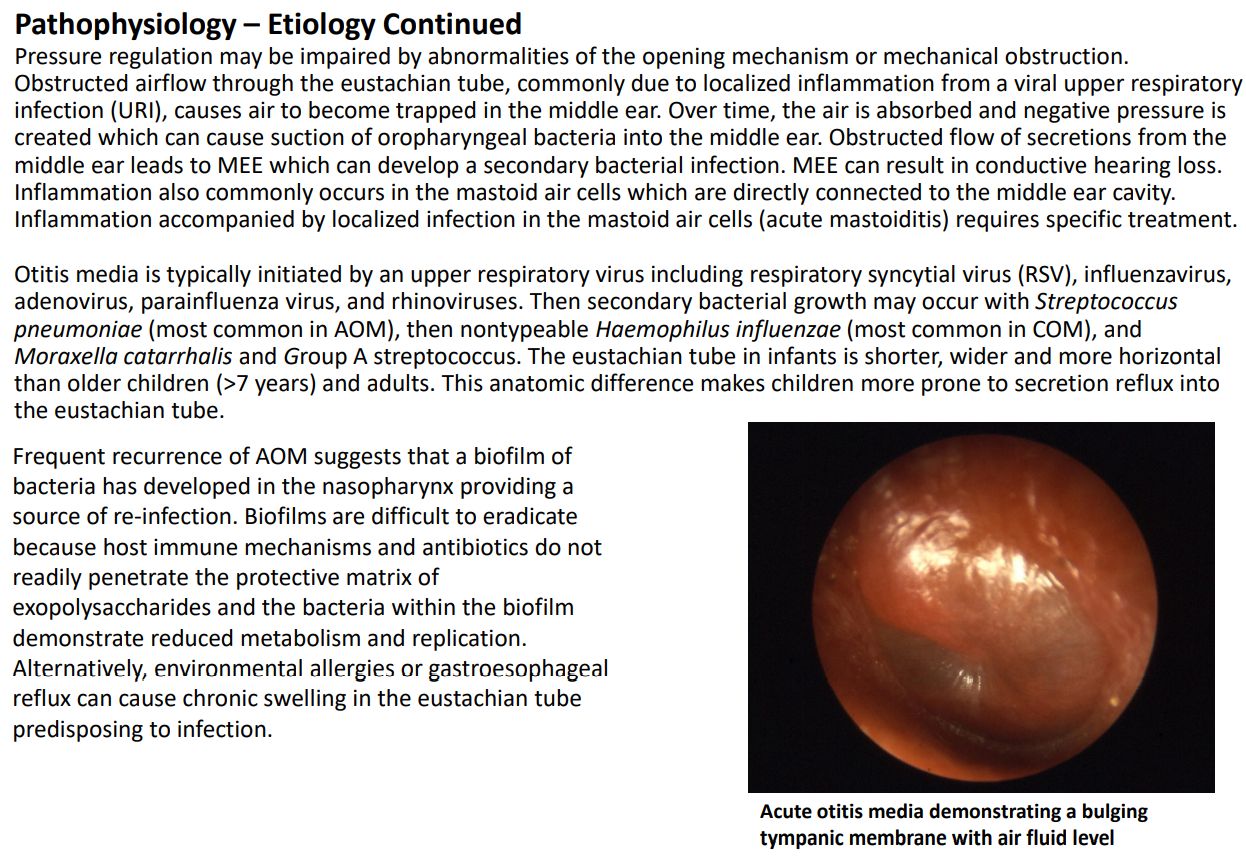 Pathophysiology – Etiology Continued
Pressure regulation may be impaired by abnormalities of the opening mechanism or mechanical obstruction.
Obstructed airflow through the eustachian tube, commonly due to localized inflammation from a viral upper respiratory
infection (URI), causes air to become trapped in the middle ear. Over time, the air is absorbed and negative pressure is
created which can cause suction of oropharyngeal bacteria into the middle ear. Obstructed flow of secretions from the
middle ear leads to MEE which can develop a secondary bacterial infection. MEE can result in conductive hearing loss.
Inflammation also commonly occurs in the mastoid air cells which are directly connected to the middle ear cavity.
Inflammation accompanied by localized infection in the mastoid air cells (acute mastoiditis) requires specific treatment.
Otitis media is typically initiated by an upper respiratory virus including respiratory syncytial virus (RSV), influenzavirus,
adenovirus, parainfluenza virus, and rhinoviruses. Then secondary bacterial growth may occur with Streptococcus
pneumoniae (most common in AOM), then nontypeable Haemophilus influenzae (most common in COM), and
Moraxella catarrhalis and Group A streptococcus. The eustachian tube in infants is shorter, wider and more horizontal
than older children (>7 years) and adults. This anatomic difference makes children more prone to secretion reflux into
the eustachian tube.
Frequent recurrence of AOM suggests that a biofilm of
bacteria has developed in the nasopharynx providing a
source of re-infection. Biofilms are difficult to eradicate
because host immune mechanisms and antibiotics do not
readily penetrate the protective matrix of
exopolysaccharides and the bacteria within the biofilm
demonstrate reduced metabolism and replication.
Alternatively, environmental allergies or gastroesophageal
reflux can cause chronic swelling in the eustachian tube
predisposing to infection.
Acute otitis media demonstrating a bulging
tympanic membrane with air fluid level